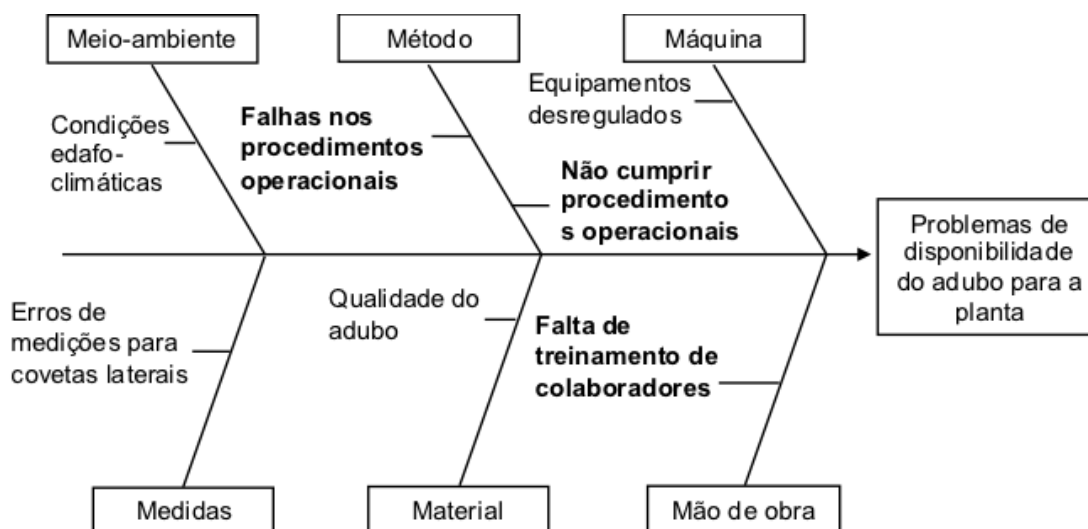 Meio-ambiente
Método
Máquina
Condições
edafo-
climáticas
Falhas nos
procedimentos
operacionais
Equipamentos
desregulados
Não cumprir
procedimento
s operacionais
Problemas de
disponibilidade
do adubo para a
planta
Erros de
medições para
covetas laterais
Qualidade do
adubo
Falta de
treinamento de
colaboradores
Medidas
Material
Mão de obra